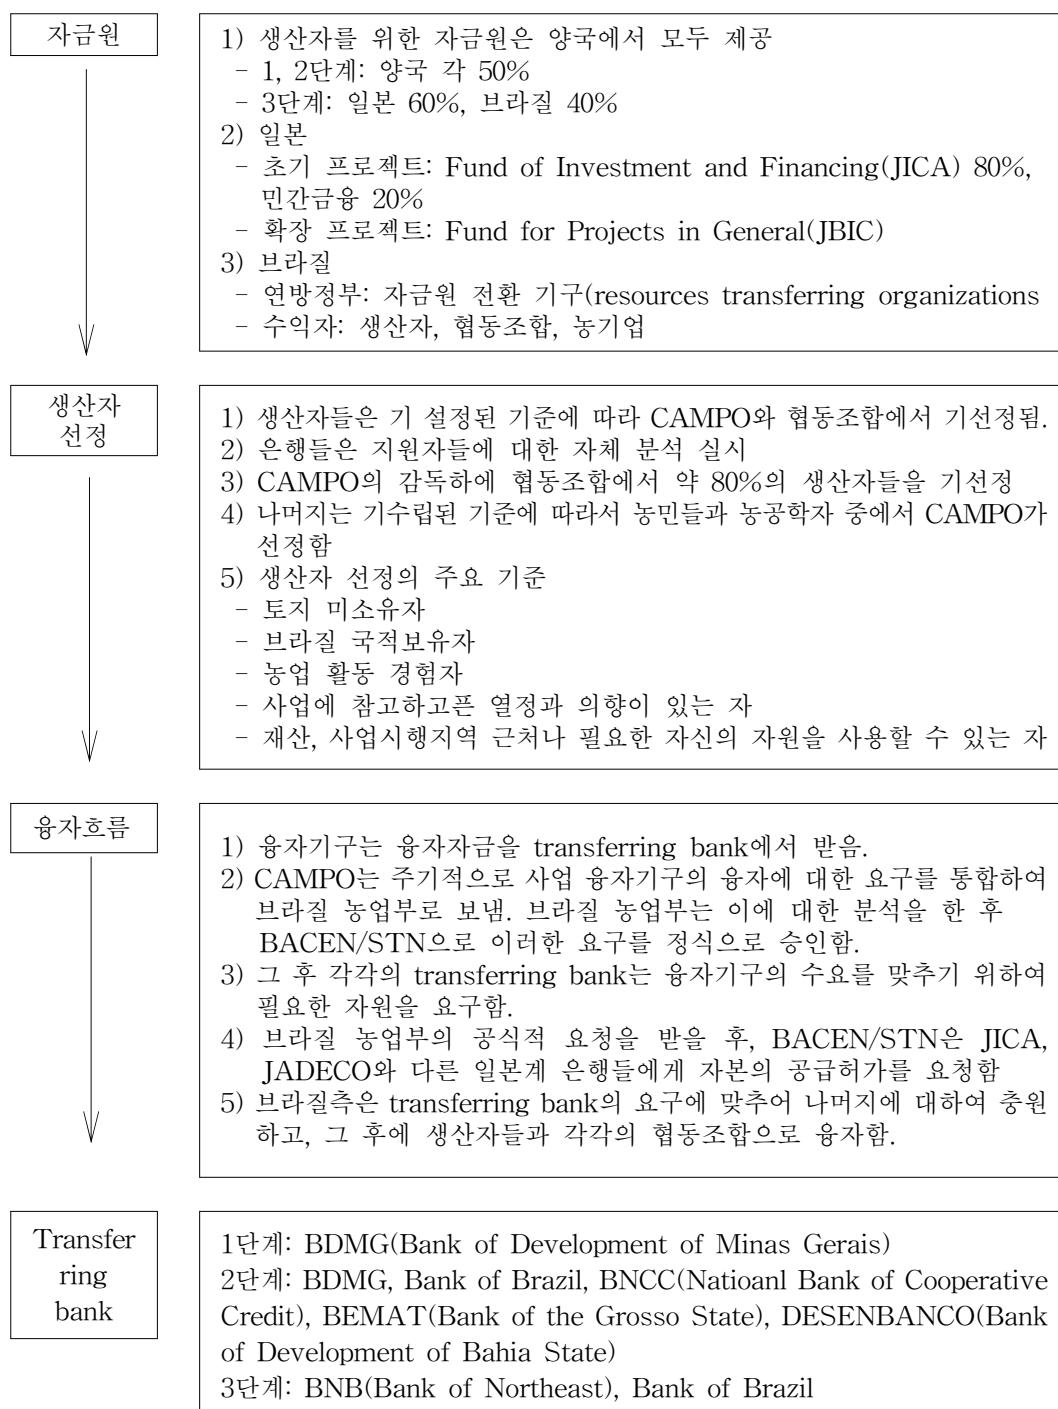 자금원
1) 생산자를 위한 자금원은 양국에서 모두 제공
- 1, 2단계: 양국 각 50%
- 3단계: 일본 60%, 브라질 40%
2) 일본
- 초기 프로젝트: Fund of Investment and Financing(JICA) 80%,
민간금융 20%
- 확장 프로젝트: Fund for Projects in General(JBIC)
3) 브라질
- 연방정부: 자금원 전환 기구(resources transferring organizations
- 수익자: 생산자, 협동조합, 농기업
생산자
선정
1) 생산자들은 기 설정된 기준에 따라 CAMPO와 협동조합에서 기선정됨.
2) 은행들은 지원자들에 대한 자체 분석 실시
3) CAMPO의 감독하에 협동조합에서 약 80%의 생산자들을 기선정
4) 나머지는 기수립된 기준에 따라서 농민들과 농공학자 중에서 CAMPO가
선정함
5) 생산자 선정의 주요 기준
- 토지 미소유자
- 브라질 국적보유자
- 농업 활동 경험자
- 사업에 참고하고픈 열정과 의향이 있는 자
- 재산, 사업시행지역 근처나 필요한 자신의 자원을 사용할 수 있는 자
융자흐름
1) 융자기구는 융자자금을 transferring bank에서 받음.
2) CAMPO는 주기적으로 사업 융자기구의 융자에 대한 요구를 통합하여
브라질 농업부로 보냄. 브라질 농업부는 이에 대한 분석을 한 후
BACEN/STN으로 이러한 요구를 정식으로 승인함.
3) 그 후 각각의 transferring bank는 융자기구의 수요를 맞추기 위하여
필요한 자원을 요구함.
4) 브라질 농업부의 공식적 요청을 받을 후, BACEN/STN은 JICA,
JADECO와 다른 일본계 은행들에게 자본의 공급허가를 요청함
5) 브라질측은 transferring bank의 요구에 맞추어 나머지에 대하여 충원
하고, 그 후에 생산자들과 각각의 협동조합으로 융자함.
Transfer
ring
bank
1단계: BDMG(Bank of Development of Minas Gerais)
2단계: BDMG, Bank of Brazil, BNCC(Natioanl Bank of Cooperative
Credit), BEMAT(Bank of the Grosso State), DESENBANCO(Bank
of Development of Bahia State)
3단계: BNB(Bank of Northeast), Bank of Brazil